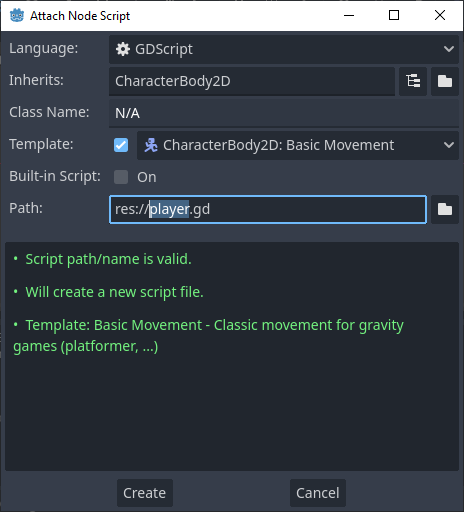 Attach Node Script
Language: GDScript
Inherits: CharacterBody2D
Class Name: N/A
Template: CharacterBody2D: Basic Movement
Built-in Script: On
Path: res://player.gd
• Script path/name is valid.
• Will create a new script file.
• Template: Basic Movement - Classic movement for gravity
games (platformer, ...)
Create Cancel